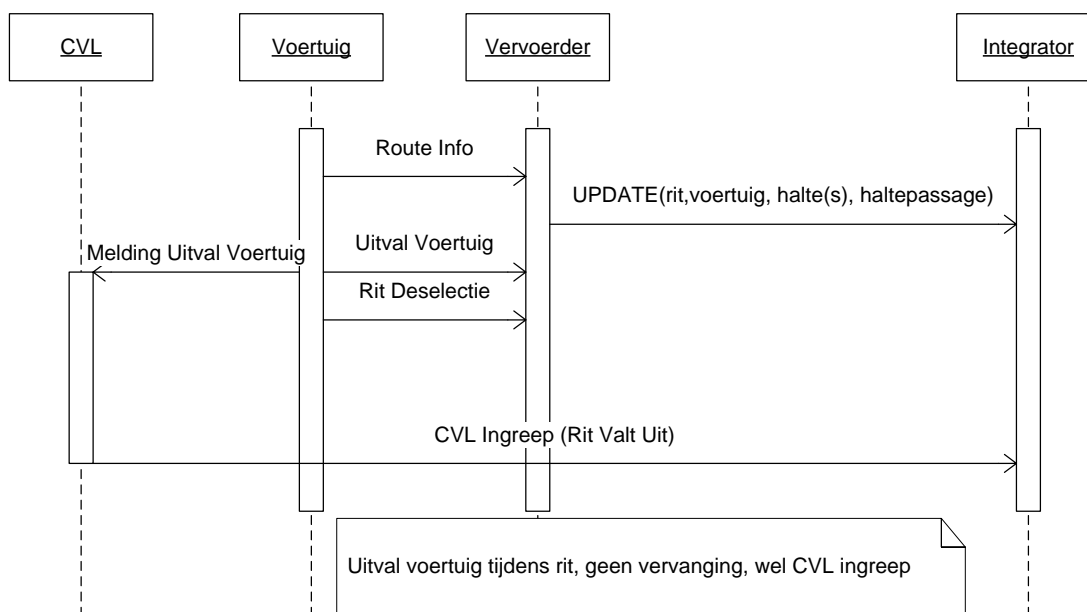 CVL
Voertuig
Vervoerder
Integrator
Route Info
UPDATE(rit,voertuig, halte(s), haltepassage)
Melding Uitval Voertuig
Uitval Voertuig
Rit Deselectie
CVL Ingreep (Rit Valt Uit)
Uitval voertuig tijdens rit, geen vervanging, wel CVL ingreep